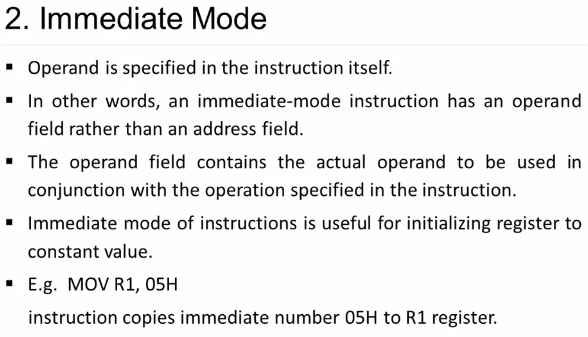 2. Immediate Mode
▪ Operand is specified in the instruction itself.
▪ In other words, an immediate-mode instruction has an operand
field rather than an address field.
▪ The operand field contains the actual operand to be used in
conjunction with the operation specified in the instruction.
▪ Immediate mode of instructions is useful for initializing register to
constant value.
▪ E.g. MOV R1, 05H
instruction copies immediate number 05H to R1 register.